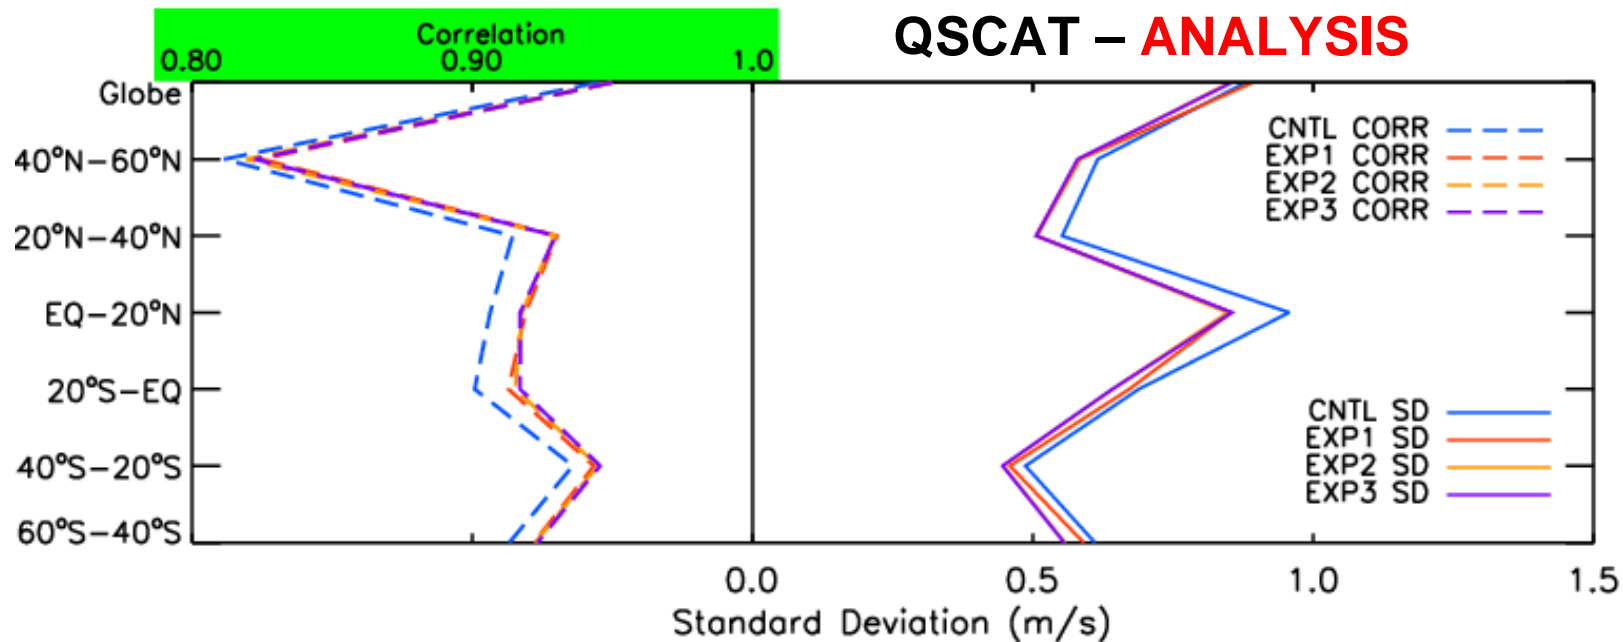 Correlation
0.80 0.90 1.0
QSCAT – ANALYSIS
Globe
40°N–60°N
20°N–40°N
EQ–20°N
20°S–EQ
40°S–20°S
60°S–40°S
CNTL CORR
EXP1 CORR
EXP2 CORR
EXP3 CORR
CNTL SD
EXP1 SD
EXP2 SD
EXP3 SD
0.0 0.5 1.0 1.5
Standard Deviation (m/s)